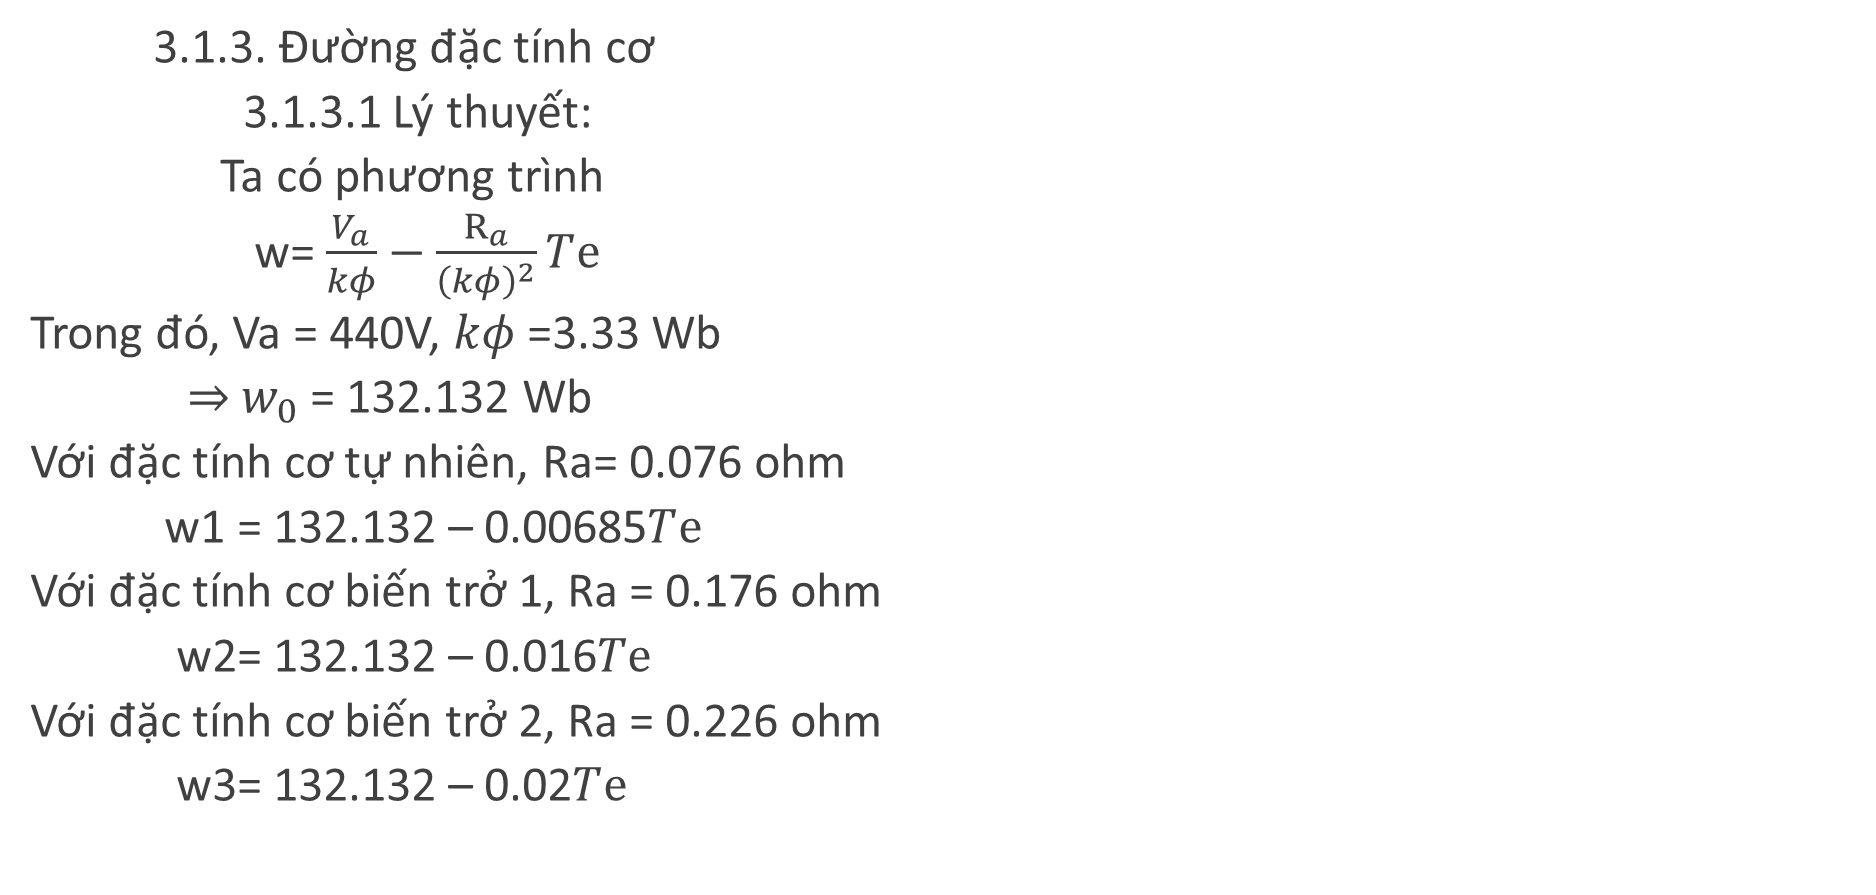 3.1.3. Đường đặc tính cơ
3.1.3.1 Lý thuyết:
Ta có phương trình
w= \frac{V_a}{kϕ} − \frac{R_a}{(kϕ)^2} Te
Trong đó, Va = 440V, kϕ =3.33 Wb
⇒ w₀ = 132.132 Wb
Với đặc tính cơ tự nhiên, Ra= 0.076 ohm
w1 = 132.132 – 0.00685Te
Với đặc tính cơ biến trở 1, Ra = 0.176 ohm
w2= 132.132 – 0.016Te
Với đặc tính cơ biến trở 2, Ra = 0.226 ohm
w3= 132.132 – 0.02Te